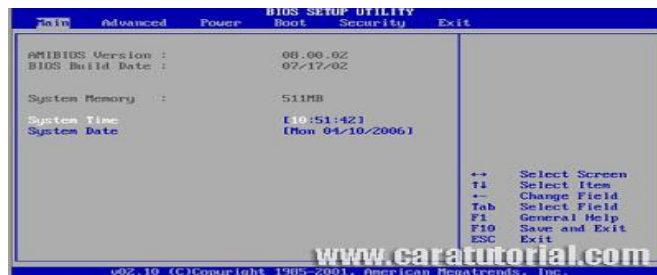 BIOS SETUP UTILITY
Main Advanced Power Boot Security Exit
AMIBIOS Version : 08.00.02
BIOS Build Date : 07/17/02
System Memory : 511MB
System Time [10:51:42]
System Date [Mon 04/10/2006]
↔ Select Screen
↑↓ Select Item
+- Change Field
Tab Select Field
F1 General Help
F10 Save and Exit
ESC Exit
www.caratutorial.com
v02.10 (C)Copyright 1985-2001, American Megatrends, Inc.